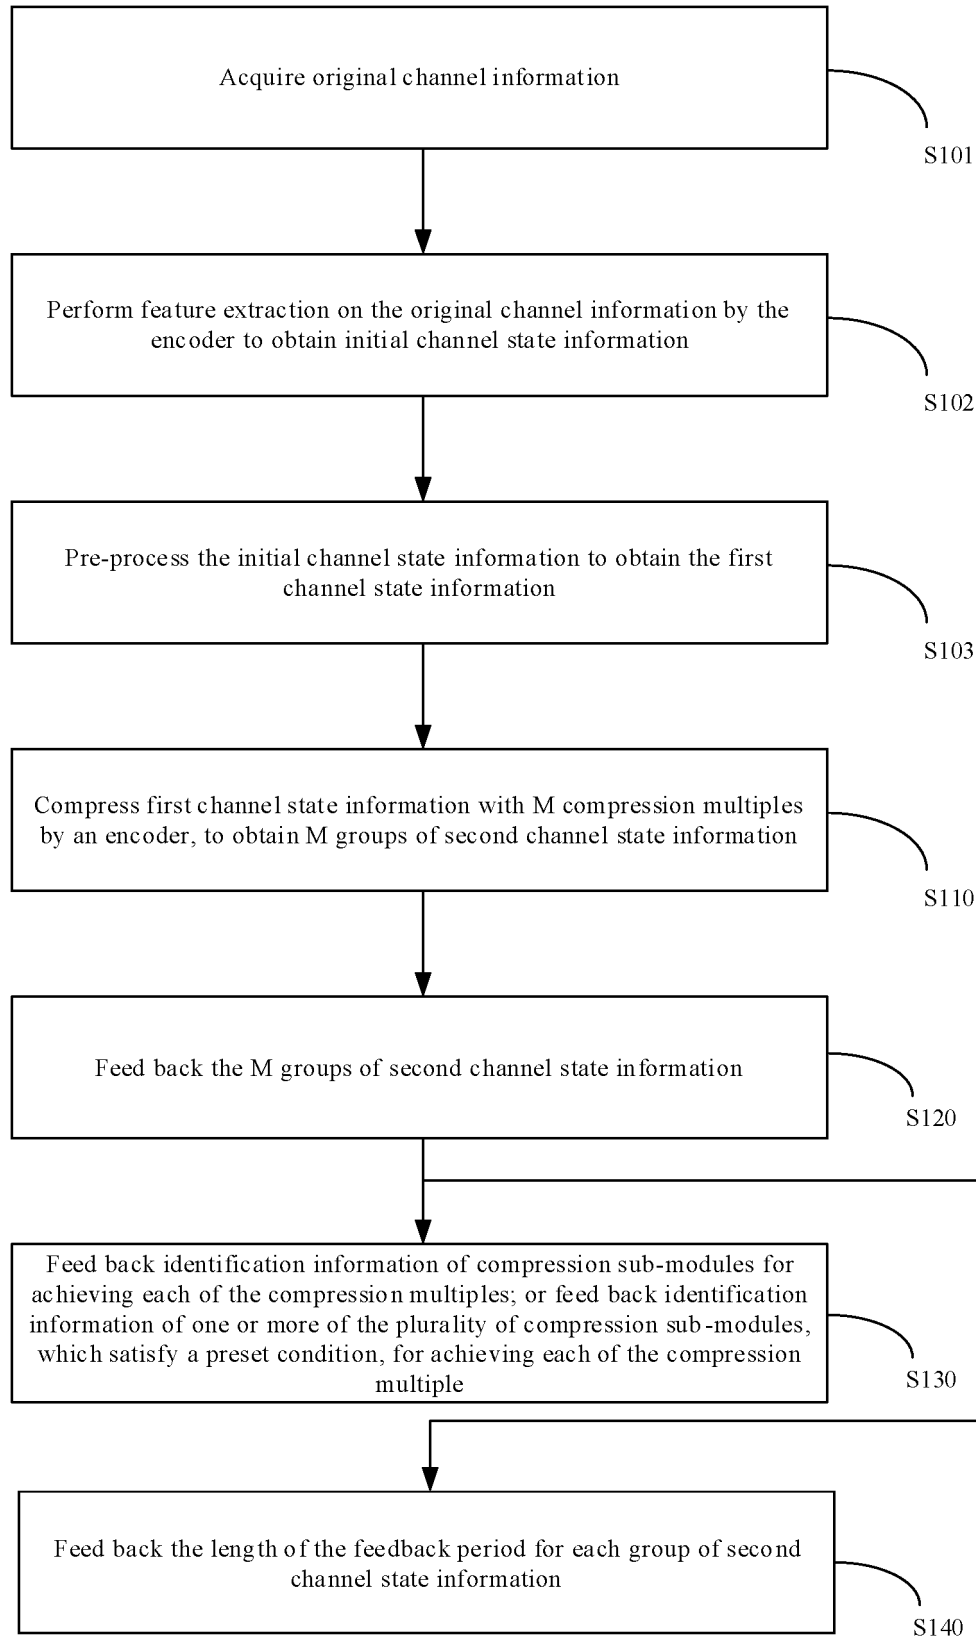 Acquire original channel information
S101
Perform feature extraction on the original channel information by the
encoder to obtain initial channel state information
S102
Pre-process the initial channel state information to obtain the first
channel state information
S103
Compress first channel state information with M compression multiples
by an encoder, to obtain M groups of second channel state information
S110
Feed back the M groups of second channel state information
S120
Feed back identification information of compression sub-modules for
achieving each of the compression multiples; or feed back identification
information of one or more of the plurality of compression sub-modules,
which satisfy a preset condition, for achieving each of the compression
multiple
S130
Feed back the length of the feedback period for each group of second
channel state information
S140